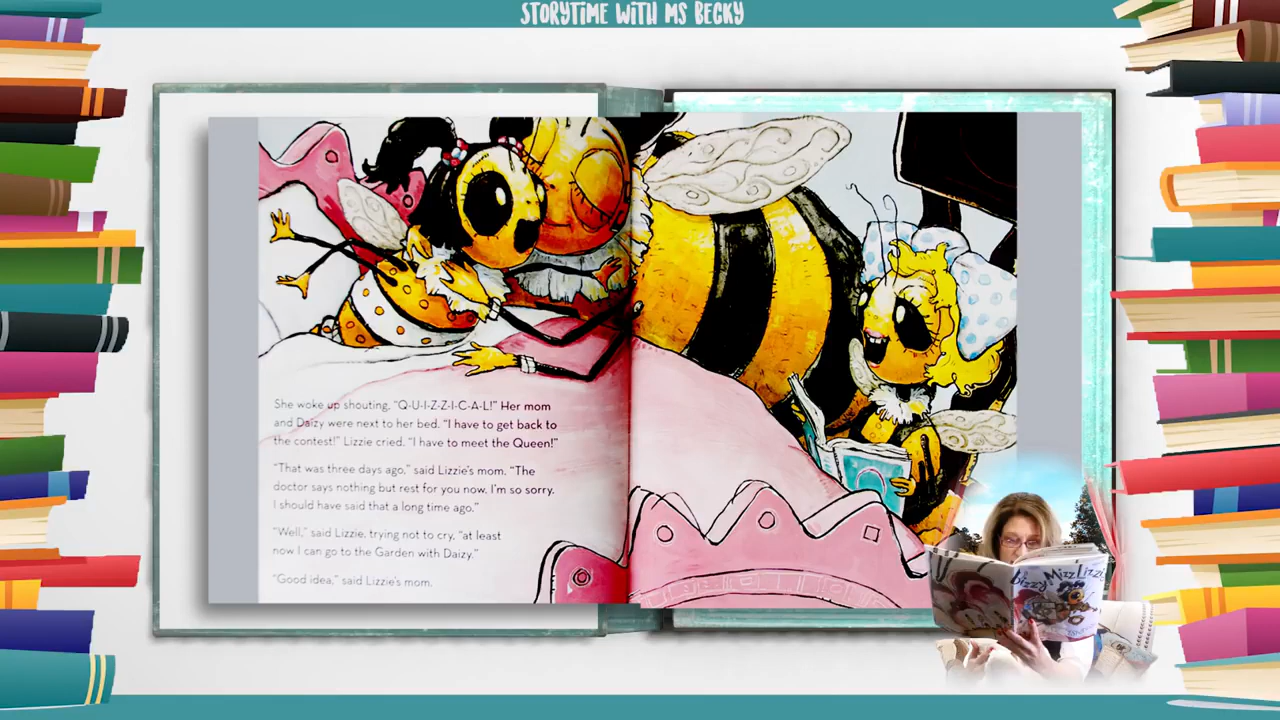 STORYTIME WITH MS BECKY
She woke up shouting, "Q-U-I-Z-Z-I-C-A-L!" Her mom
and Daizy were next to her bed. "I have to get back to
the contest!" Lizzie cried. "I have to meet the Queen!"
"That was three days ago," said Lizzie's mom. "The
doctor says nothing but rest for you now. I'm so sorry.
I should have said that a long time ago."
"Well," said Lizzie, trying not to cry, "at least
now I can go to the Garden with Daizy."
"Good idea," said Lizzie's mom.
Dizzy Mizz Lizzie